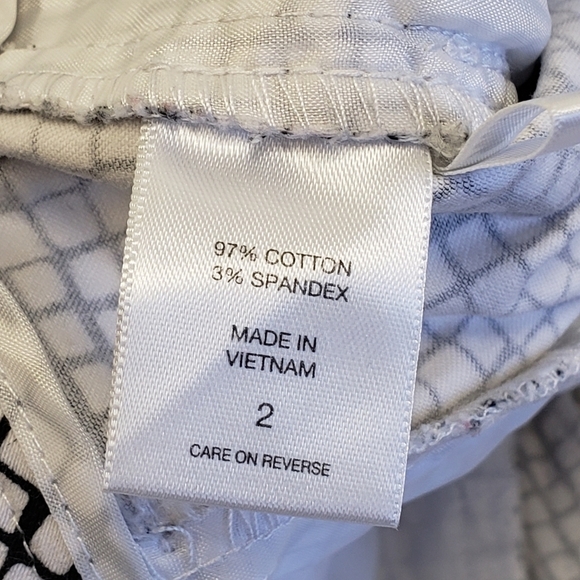 97% COTTON
3% SPANDEX
MADE IN
VIETNAM
2
CARE ON REVERSE